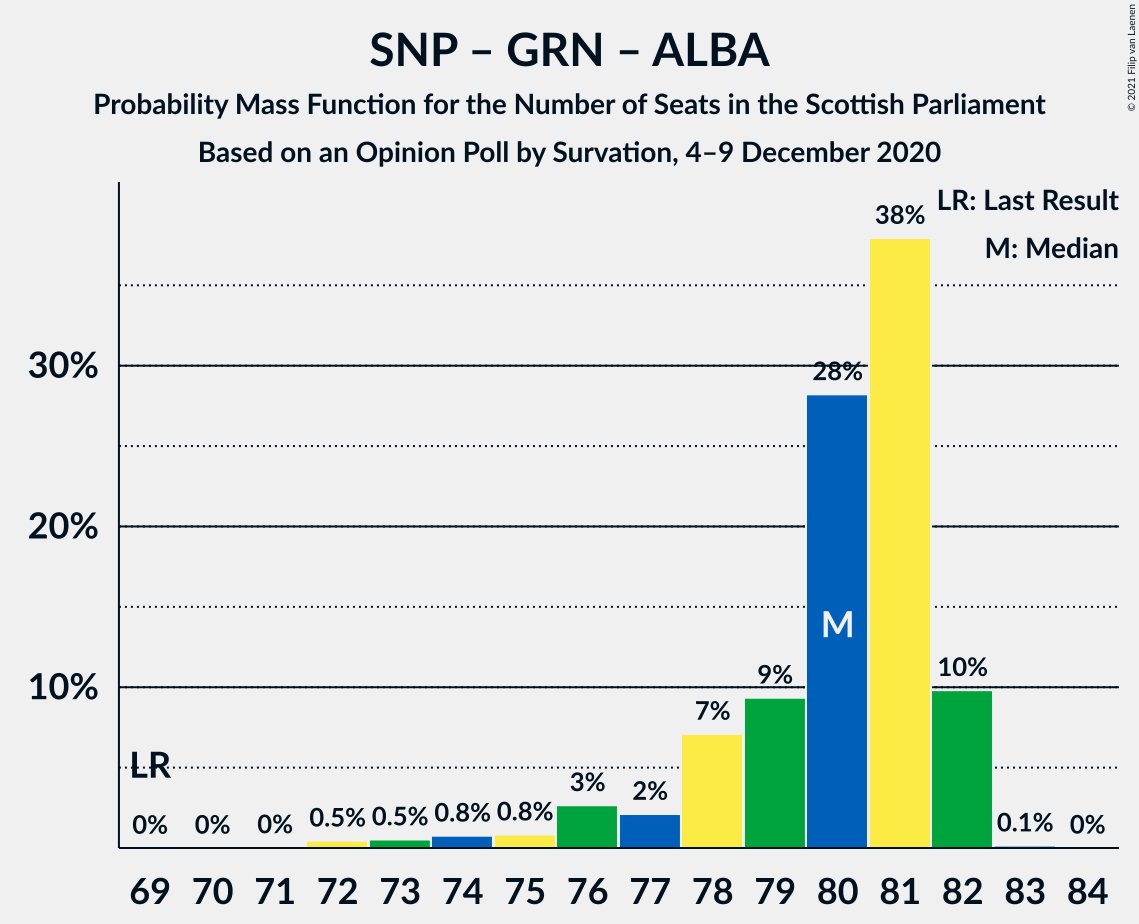 © 2021 Filip van Laenen
SNP – GRN – ALBA
Probability Mass Function for the Number of Seats in the Scottish Parliament
Based on an Opinion Poll by Survation, 4–9 December 2020
LR: Last Result
M: Median
30%
20%
10%
LR
M
0% 0% 0% 0.5% 0.5% 0.8% 0.8% 3% 2% 7% 9% 28% 38% 10% 0.1% 0%
69 70 71 72 73 74 75 76 77 78 79 80 81 82 83 84